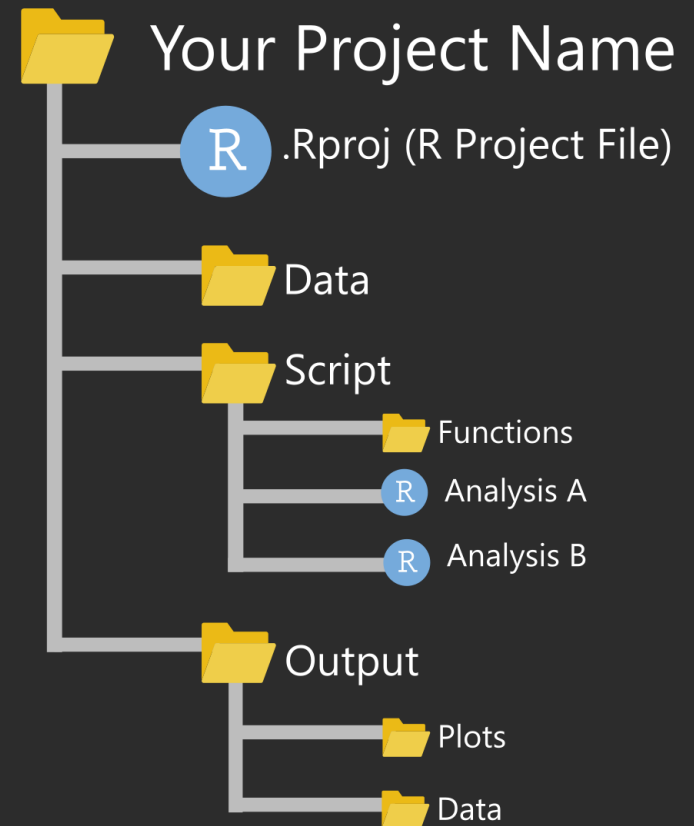 Your Project Name
R .Rproj (R Project File)
Data
Script
Functions
R Analysis A
R Analysis B
Output
Plots
Data